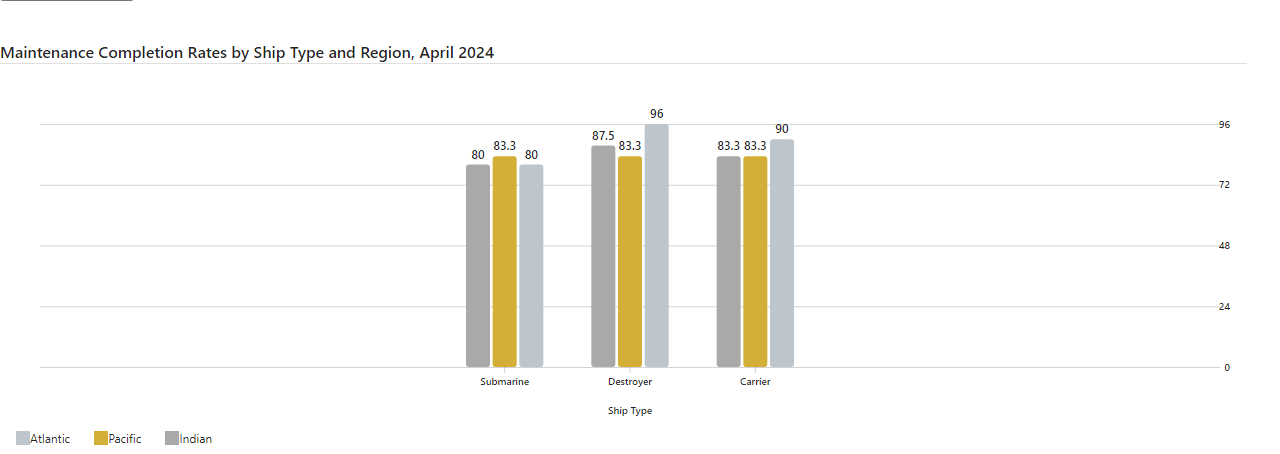 Maintenance Completion Rates by Ship Type and Region, April 2024
96
72
48
24
0
80 83.3 80
87.5 83.3 96
83.3 83.3 90
Submarine Destroyer Carrier
Ship Type
Atlantic Pacific Indian